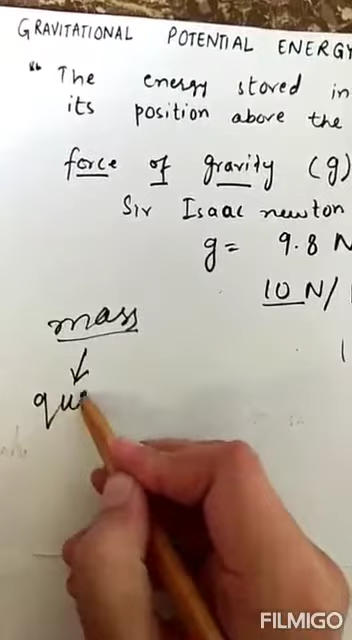 GRAVITATIONAL POTENTIAL ENERGY
" The energy stored in
its position above the
force of gravity (g)
Sir Isaac newton
g = 9.8 N
10 N/
mass
↓
qu
FILMIGO